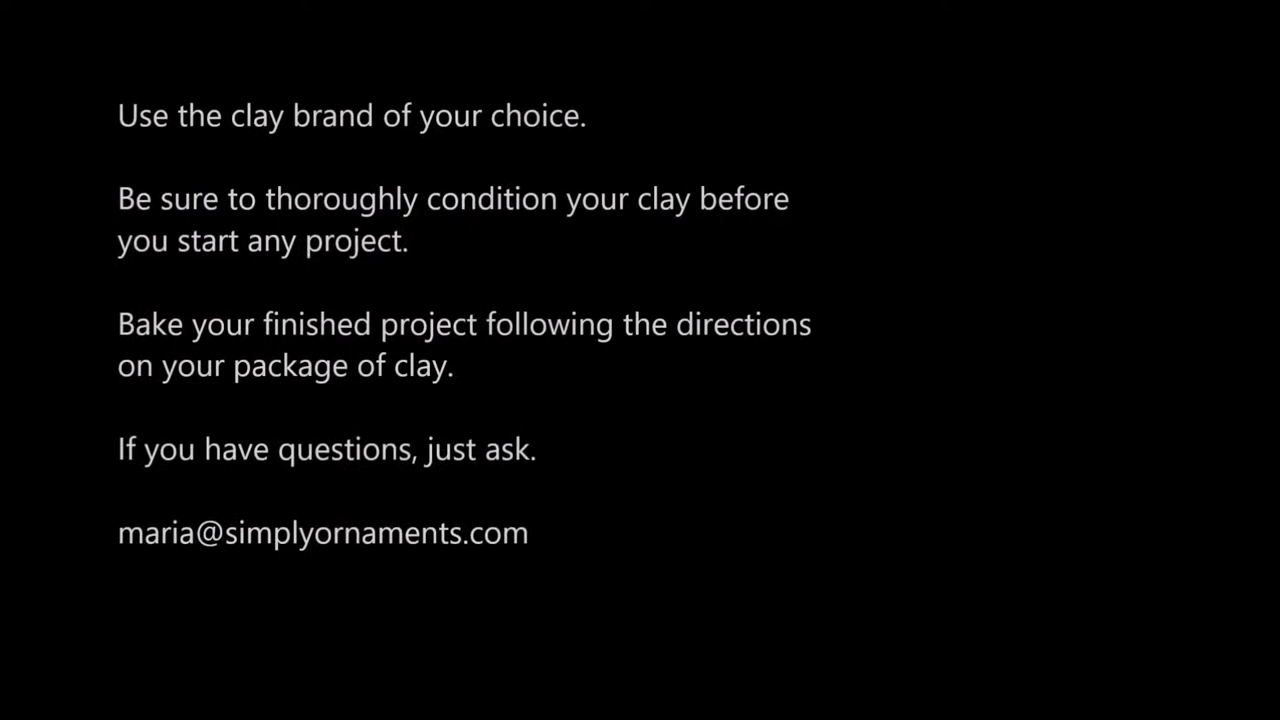 Use the clay brand of your choice.
Be sure to thoroughly condition your clay before
you start any project.
Bake your finished project following the directions
on your package of clay.
If you have questions, just ask.
maria@simplyornaments.com